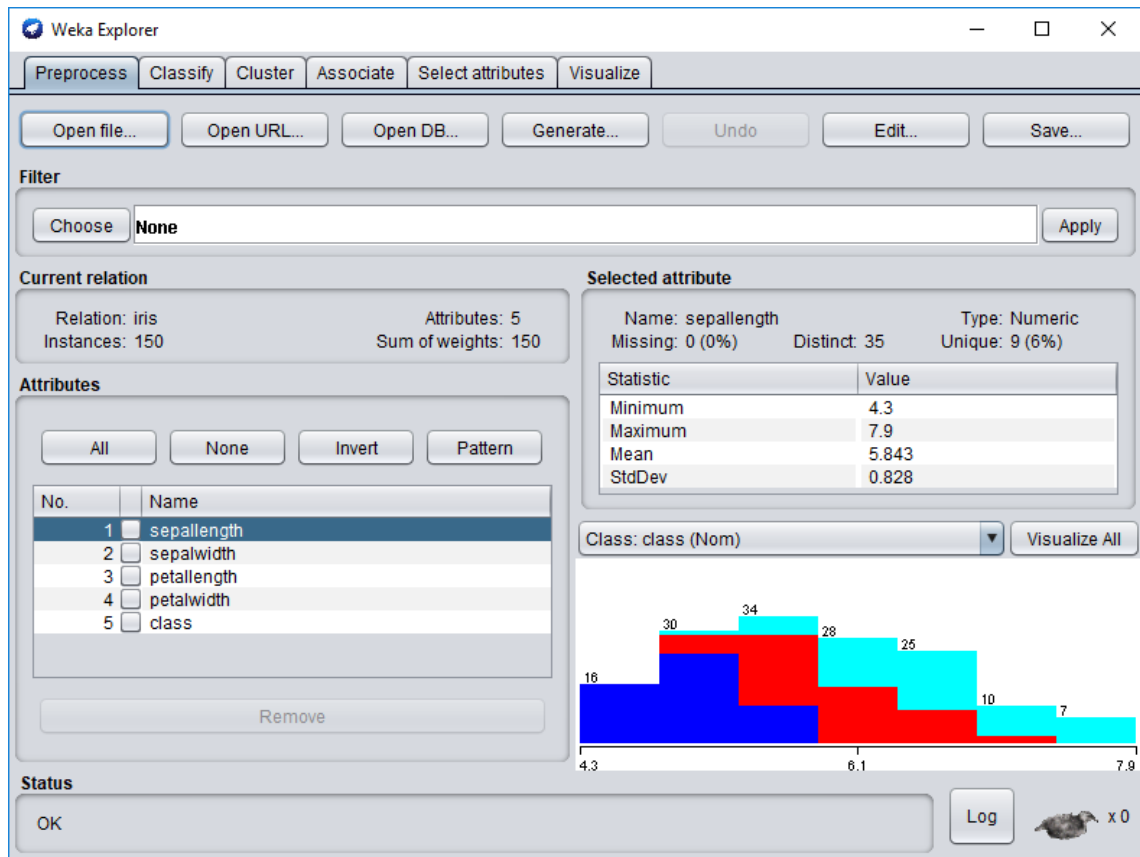 Weka Explorer
Preprocess Classify Cluster Associate Select attributes Visualize
Open file... Open URL... Open DB... Generate... Undo Edit... Save...
Filter
Choose None Apply
Current relation
Relation: iris Attributes: 5
Instances: 150 Sum of weights: 150
Attributes
All None Invert Pattern
No. Name
1 sepallength
2 sepalwidth
3 petallength
4 petalwidth
5 class
Remove
Selected attribute
Name: sepallength Type: Numeric
Missing: 0 (0%) Distinct: 35 Unique: 9 (6%)
Statistic Value
Minimum 4.3
Maximum 7.9
Mean 5.843
StdDev 0.828
Class: class (Nom) Visualize All
16 30 34 28 25 10 7
4.3 6.1 7.9
Status
OK Log x 0